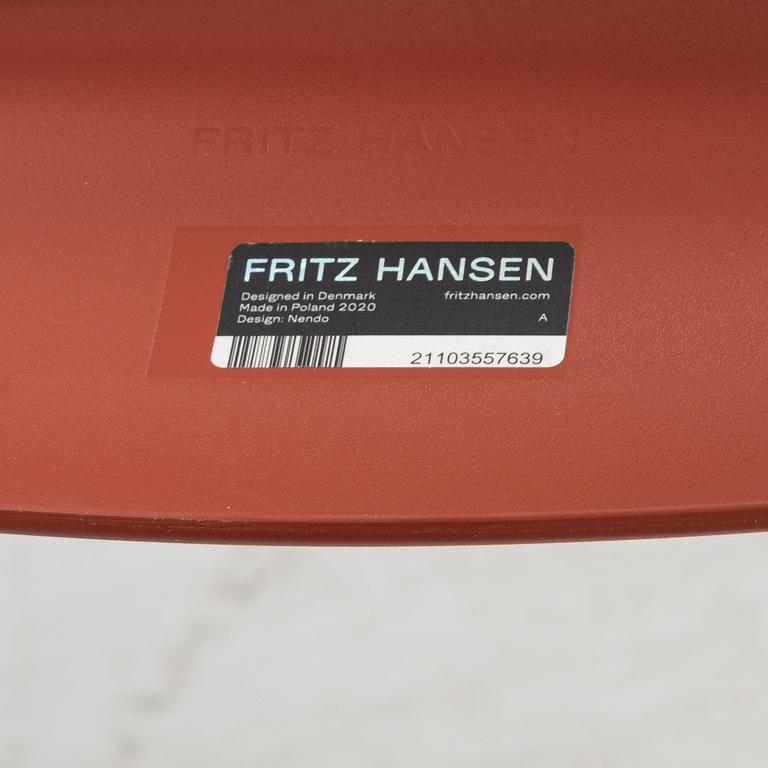 FRITZ HANSEN
FRITZ HANSEN
Designed in Denmark
Made in Poland 2020
Design: Nendo
fritzhansen.com
A
21103557639